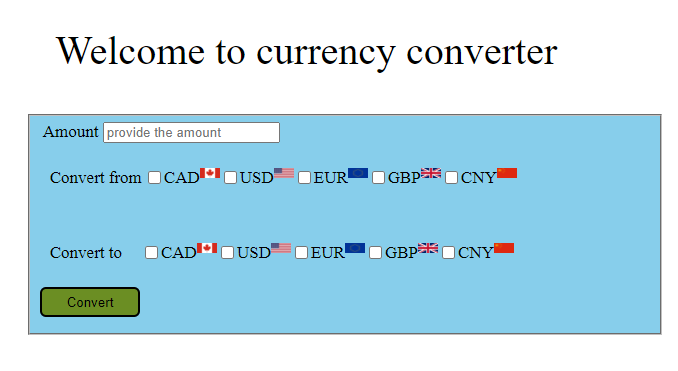 Welcome to currency converter
Amount provide the amount
Convert from CAD USD EUR GBP CNY
Convert to CAD USD EUR GBP CNY
Convert